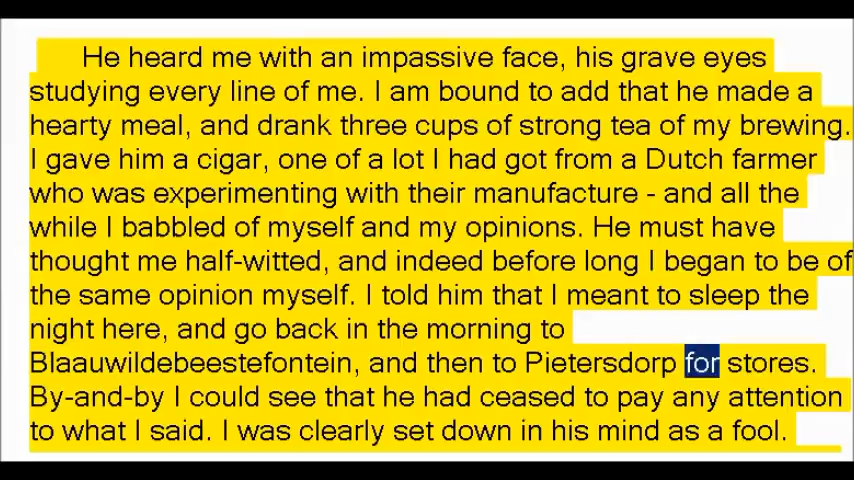 He heard me with an impassive face, his grave eyes
studying every line of me. I am bound to add that he made a
hearty meal, and drank three cups of strong tea of my brewing.
I gave him a cigar, one of a lot I had got from a Dutch farmer
who was experimenting with their manufacture - and all the
while I babbled of myself and my opinions. He must have
thought me half-witted, and indeed before long I began to be of
the same opinion myself. I told him that I meant to sleep the
night here, and go back in the morning to
Blaauwildebeestefontein, and then to Pietersdorp for stores.
By-and-by I could see that he had ceased to pay any attention
to what I said. I was clearly set down in his mind as a fool.